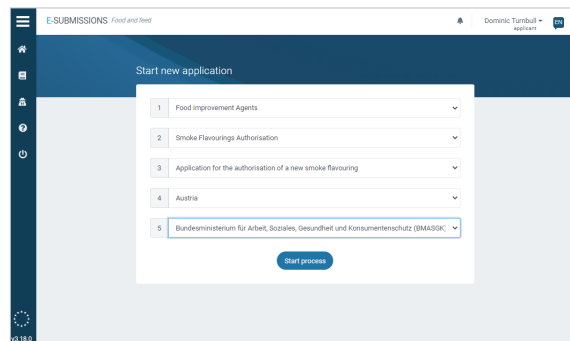 E-SUBMISSIONS Food and feed
Dominic Turnbull
applicant
EN
Start new application
1 Food Improvement Agents
2 Smoke Flavourings Authorisation
3 Application for the authorisation of a new smoke flavouring
4 Austria
5 Bundesministerium für Arbeit, Soziales, Gesundheit und Konsumentenschutz (BMASGK)
Start process
v3.18.0